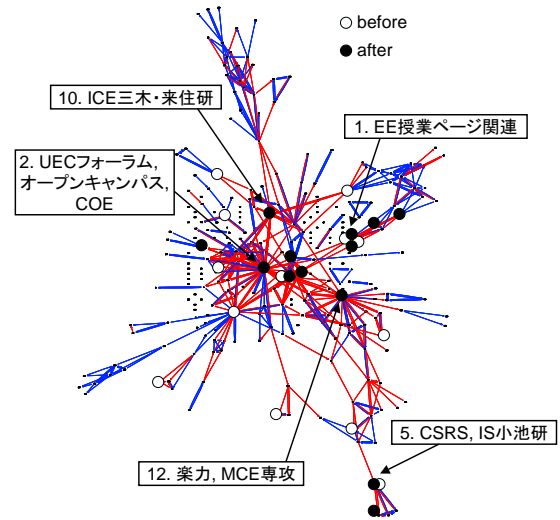 before
after
10. ICE三木・来住研
1. EE授業ページ関連
2. UECフォーラム,
オープンキャンパス,
COE
5. CSRS, IS小池研
12. 楽力, MCE専攻